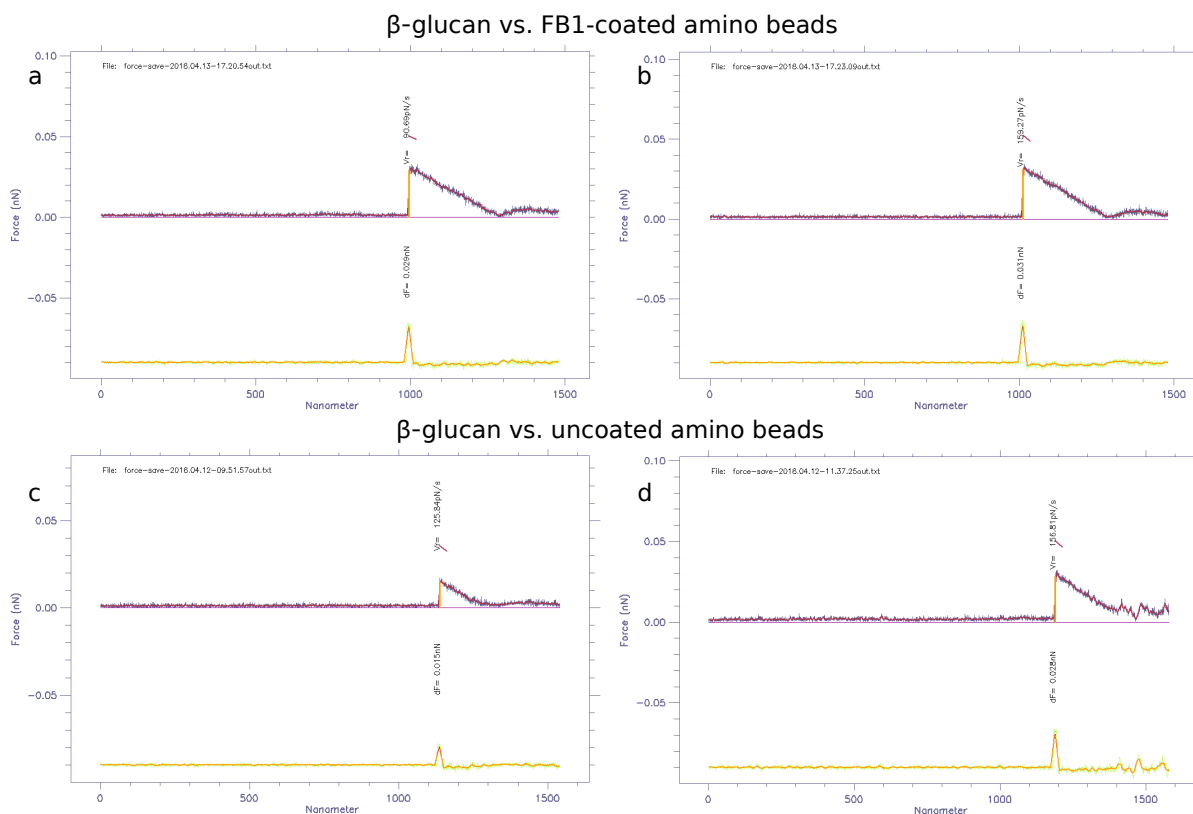 β-glucan vs. FB1-coated amino beads
a
File: force-save-2016.04.13-17.20.54out.txt
0.10
0.05
0.00
-0.05
Force (nN)
Vr= 90.69pN/s
dF= 0.029nN
0
500
1000
1500
Nanometer
b
File: force-save-2016.04.13-17.23.09out.txt
0.10
0.05
0.00
-0.05
Force (nN)
Vr= 159.27pN/s
dF= 0.031nN
0
500
1000
1500
Nanometer
β-glucan vs. uncoated amino beads
c
File: force-save-2016.04.12-09.51.57out.txt
0.05
0.00
-0.05
Force (nN)
Vr= 125.84pN/s
dF= 0.015nN
0
500
1000
1500
Nanometer
d
File: force-save-2016.04.12-11.37.25out.txt
0.10
0.05
0.00
-0.05
Force (nN)
Vr= 156.81pN/s
dF= 0.028nN
0
500
1000
1500
Nanometer